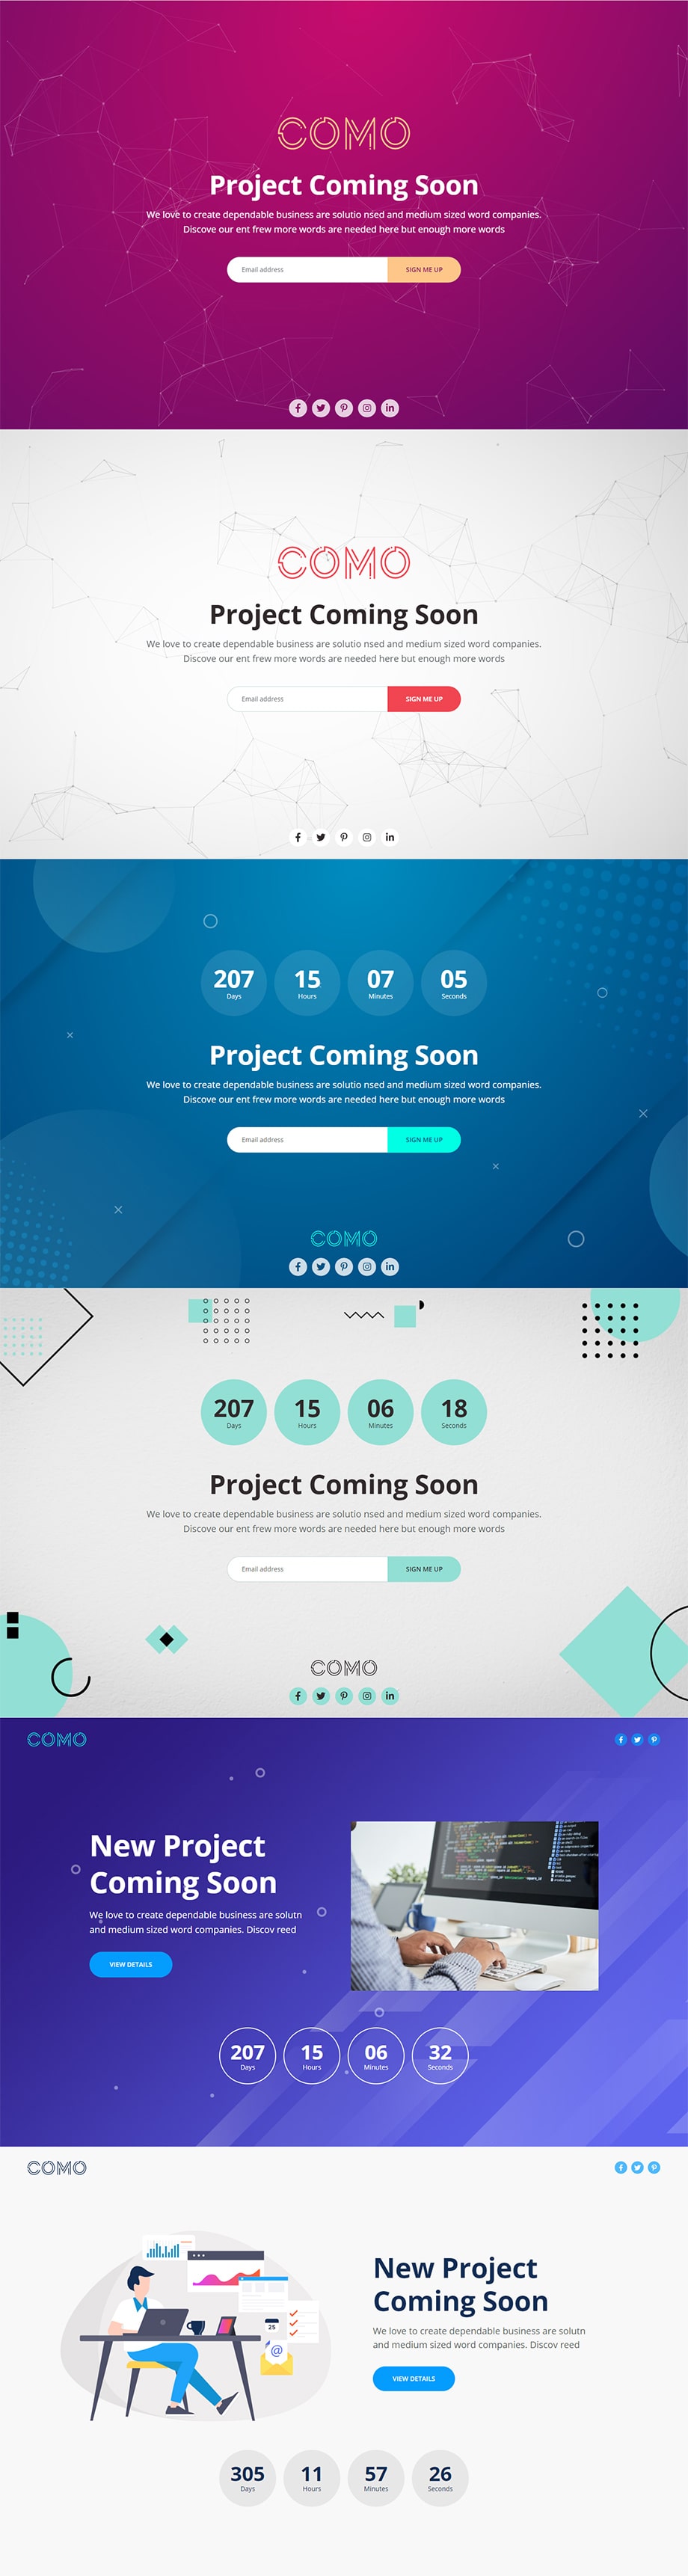 COMO
Project Coming Soon
We love to create dependable business are solutio nsed and medium sized word companies.
Discove our ent frew more words are needed here but enough more words
Email address SIGN ME UP
COMO
Project Coming Soon
We love to create dependable business are solutio nsed and medium sized word companies.
Discove our ent frew more words are needed here but enough more words
Email address SIGN ME UP
207 15 07 05
Days Hours Minutes Seconds
Project Coming Soon
We love to create dependable business are solutio nsed and medium sized word companies.
Discove our ent frew more words are needed here but enough more words
Email address SIGN ME UP
COMO
207 15 06 18
Days Hours Minutes Seconds
Project Coming Soon
We love to create dependable business are solutio nsed and medium sized word companies.
Discove our ent frew more words are needed here but enough more words
Email address SIGN ME UP
COMO
COMO
New Project
Coming Soon
We love to create dependable business are solutn
and medium sized word companies. Discov reed
VIEW DETAILS
207 15 06 32
Days Hours Minutes Seconds
COMO
25
@
New Project
Coming Soon
We love to create dependable business are solutn
and medium sized word companies. Discov reed
VIEW DETAILS
305 11 57 26
Days Hours Minutes Seconds